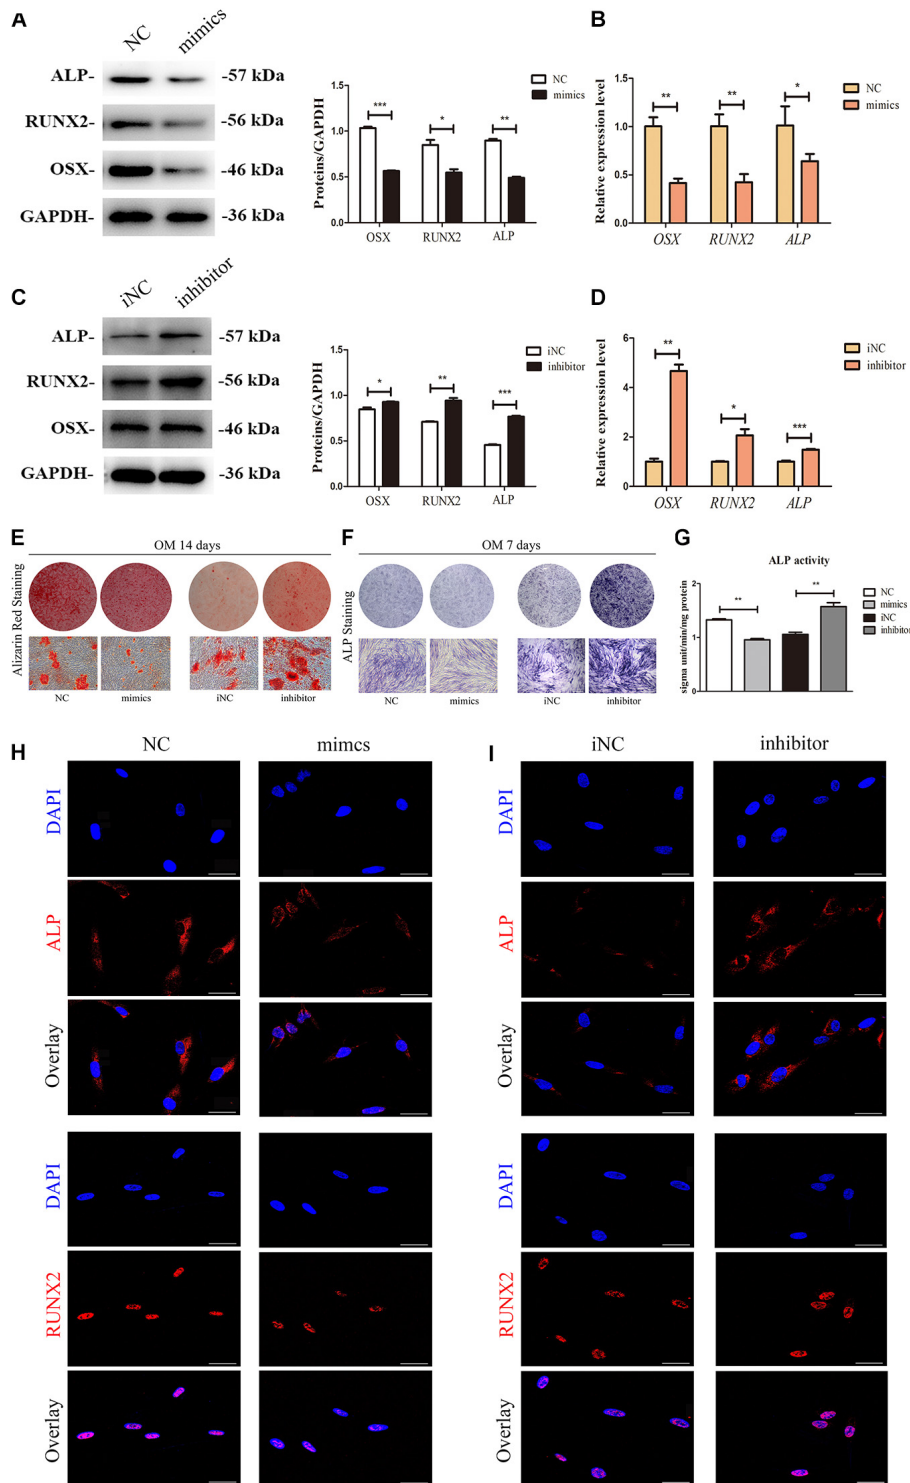 A
NC
mimics
ALP-
-57 kDa
RUNX2-
-56 kDa
OSX-
-46 kDa
GAPDH-
-36 kDa
Proteins/GAPDH
1.5
1.0
0.5
0.0
NC
mimics
***
*
**
OSX
RUNX2
ALP
B
Relative expression level
1.5
1.0
0.5
0.0
NC
mimics
**
**
*
OSX
RUNX2
ALP
C
iNC
inhibitor
ALP-
-57 kDa
RUNX2-
-56 kDa
OSX-
-46 kDa
GAPDH-
-36 kDa
Proteins/GAPDH
1.5
1.0
0.5
0.0
iNC
inhibitor
*
**
***
OSX
RUNX2
ALP
D
Relative expression level
6
4
2
0
iNC
inhibitor
**
*
***
OSX
RUNX2
ALP
E
OM 14 days
Alizarin Red Staining
NC
mimics
iNC
inhibitor
F
OM 7 days
ALP Staining
NC
mimics
iNC
inhibitor
G
ALP activity
sigma unit/min/mg protein
2
1
0
**
**
NC
mimics
iNC
inhibitor
H
NC
mimcs
DAPI
ALP
Overlay
DAPI
RUNX2
Overlay
I
iNC
inhibitor
DAPI
ALP
Overlay
DAPI
RUNX2
Overlay